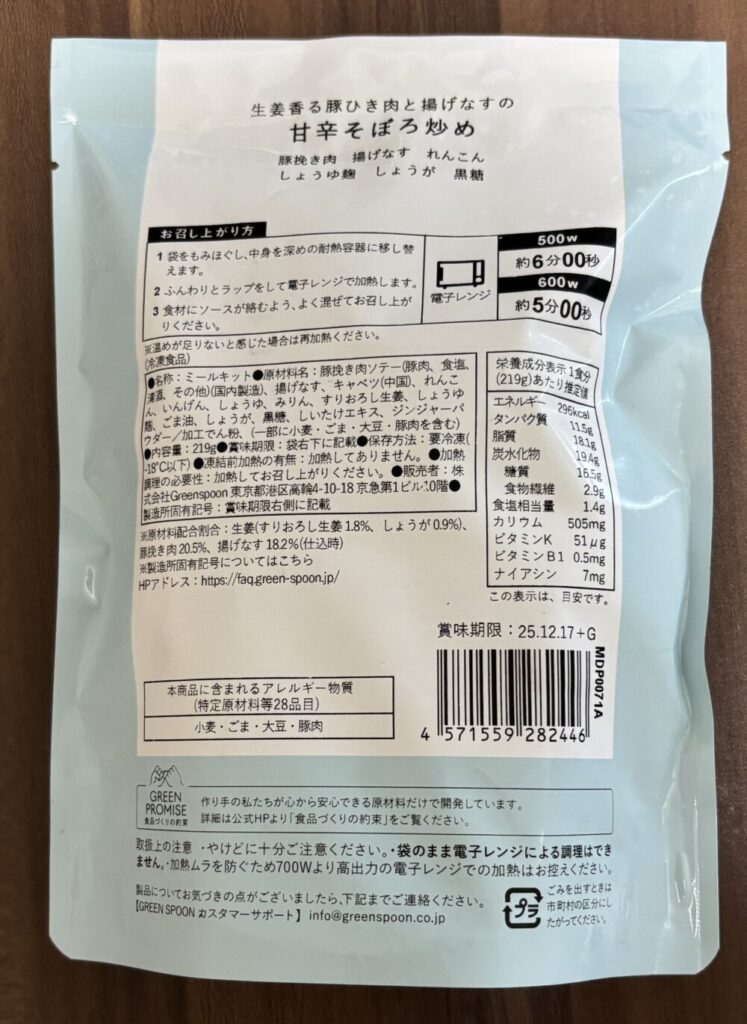 生姜香る豚ひき肉と揚げなすの
甘辛そぼろ炒め
豚挽き肉 揚げなす れんこん
しょうゆ麹 しょうが 黒糖
お召し上がり方
1 袋をもみほぐし、中身を深めの耐熱容器に移し替
えます。
2 ふんわりとラップをして電子レンジで加熱します。
3 食材にソースが絡むよう、よく混ぜてお召し上が
りください。
電子レンジ
500w
約6分00秒
600w
約5分00秒
※温めが足りないと感じた場合は再加熱ください。
(冷凍食品)
●名称：ミールキット●原材料名：豚挽き肉ソテー(豚肉、食塩、
清酒、その他)(国内製造)、揚げなす、キャベツ(中国)、れんこ
ん、いんげん、しょうゆ、みりん、すりおろし生姜、しょうゆ
麹、ごま油、しょうが、黒糖、しいたけエキス、ジンジャーパ
ウダー／加工でん粉、(一部に小麦・ごま・大豆・豚肉を含む)
●内容量：219g●賞味期限：袋右下に記載●保存方法：要冷凍(
-18℃以下)●凍結前加熱の有無：加熱してありません。●加熱
調理の必要性：加熱してお召し上がりください。●販売者：株
式会社Greenspoon 東京都港区高輪4-10-18 京急第1ビル10階●
製造所固有記号：賞味期限右側に記載
※原材料配合割合：生姜(すりおろし生姜 1.8%、しょうが 0.9%)、
豚挽き肉 20.5%、揚げなす 18.2%(仕込時)
※製造所固有記号についてはこちら
HPアドレス：https://faq.green-spoon.jp/
栄養成分表示 1食分
(219g)あたり推定値
エネルギー 296kcal
タンパク質 11.5g
脂質 18.1g
炭水化物 19.4g
糖質 16.5g
食物繊維 2.9g
食塩相当量 1.4g
カリウム 505mg
ビタミンK 51μg
ビタミンB1 0.5mg
ナイアシン 7mg
この表示は、目安です。
賞味期限：25.12.17+G
MDP0071A
4 571559 282446
本商品に含まれるアレルギー物質
(特定原材料等28品目)
小麦・ごま・大豆・豚肉
GREEN
PROMISE
食品づくりの約束
作り手の私たちが心から安心できる原材料だけで開発しています。
詳細は公式HPより「食品づくりの約束」をご覧ください。
取扱上の注意 ・やけどに十分ご注意ください。・袋のまま電子レンジによる調理はでき
ません。・加熱ムラを防ぐため700Wより高出力の電子レンジでの加熱はお控えください。
製品についてお気づきの点がございましたら、下記までご連絡ください。
【GREEN SPOON カスタマーサポート】 info@greenspoon.co.jp
プラ
ごみを出すときは
市町村の区分にし
たがってください。